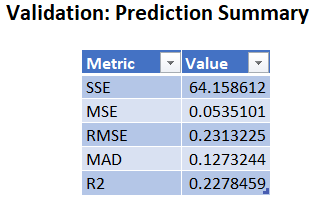 Validation: Prediction Summary
Metric Value
SSE 64.158612
MSE 0.0535101
RMSE 0.2313225
MAD 0.1273244
R2 0.2278459